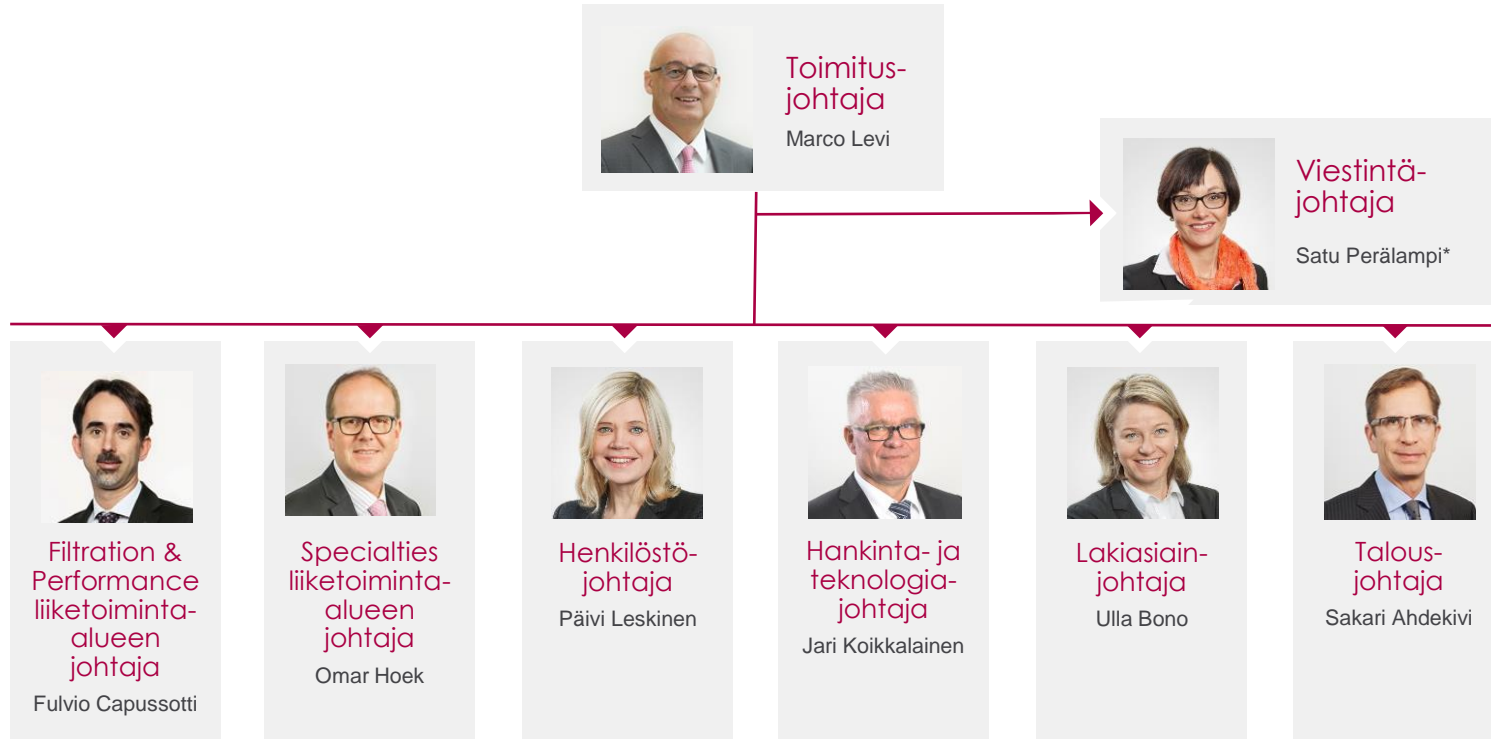 Toimitus-
johtaja
Marco Levi
Viestintä-
johtaja
Satu Perälampi*
Filtration &
Performance
liiketoiminta-
alueen
johtaja
Fulvio Capussotti
Specialties
liiketoiminta-
alueen
johtaja
Omar Hoek
Henkilöstö-
johtaja
Päivi Leskinen
Hankinta- ja
teknologia-
johtaja
Jari Koikkalainen
Lakiasiain-
johtaja
Ulla Bono
Talous-
johtaja
Sakari Ahdekivi